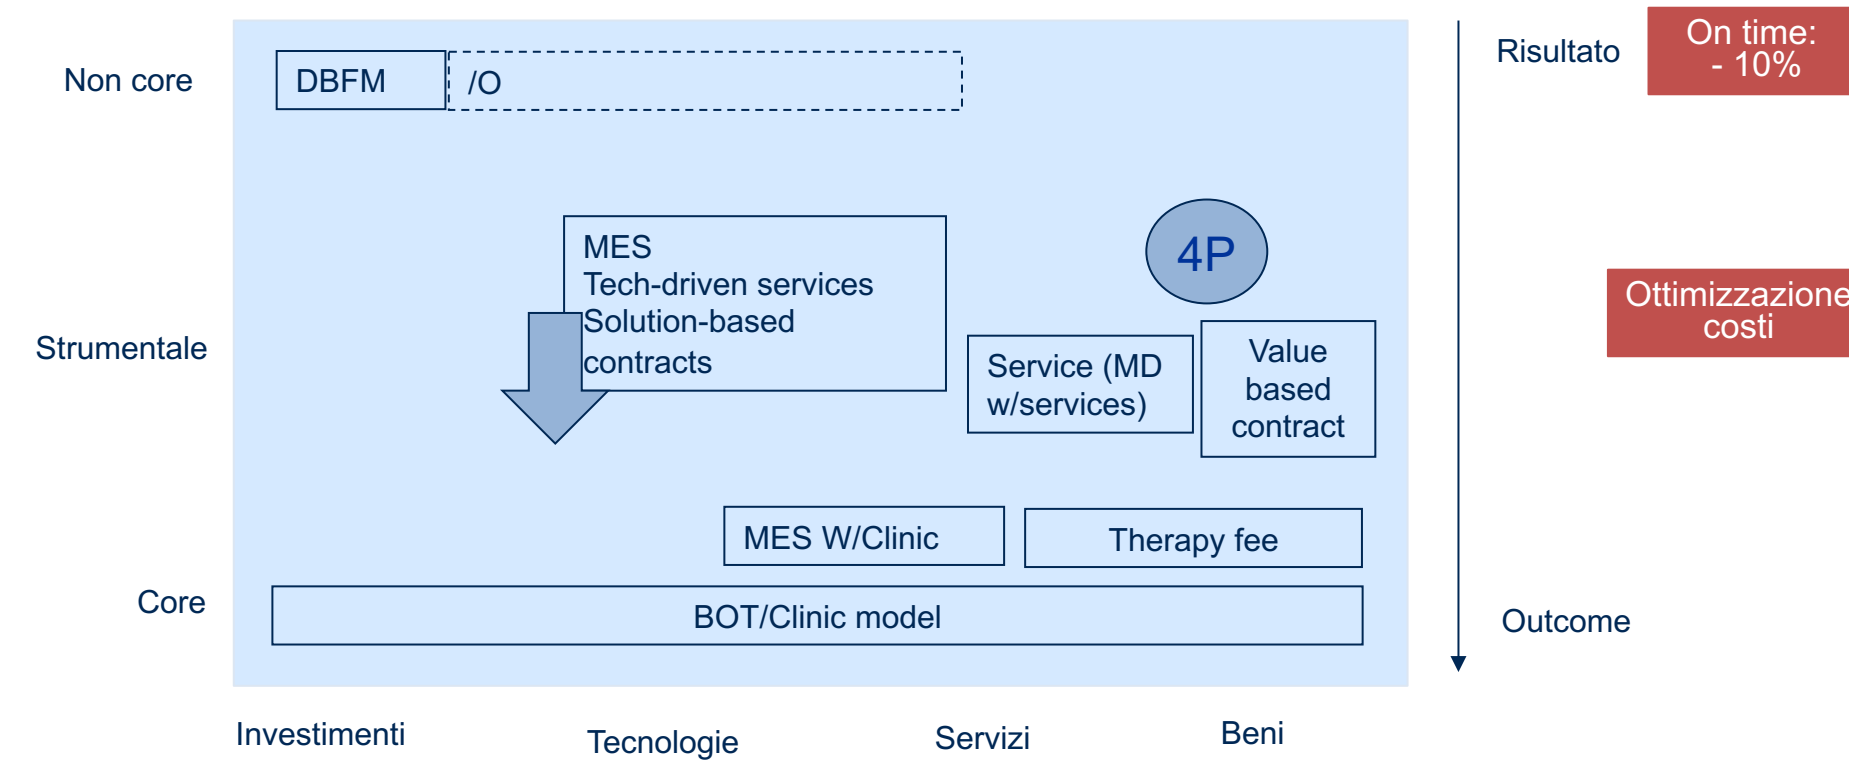 Non core
DBFM
/O
Risultato
On time:
- 10%
MES
Tech-driven services
Solution-based
contracts
4P
Strumentale
Service (MD
w/services)
Value
based
contract
Ottimizzazione
costi
MES W/Clinic
Therapy fee
Core
BOT/Clinic model
Outcome
Investimenti
Tecnologie
Servizi
Beni